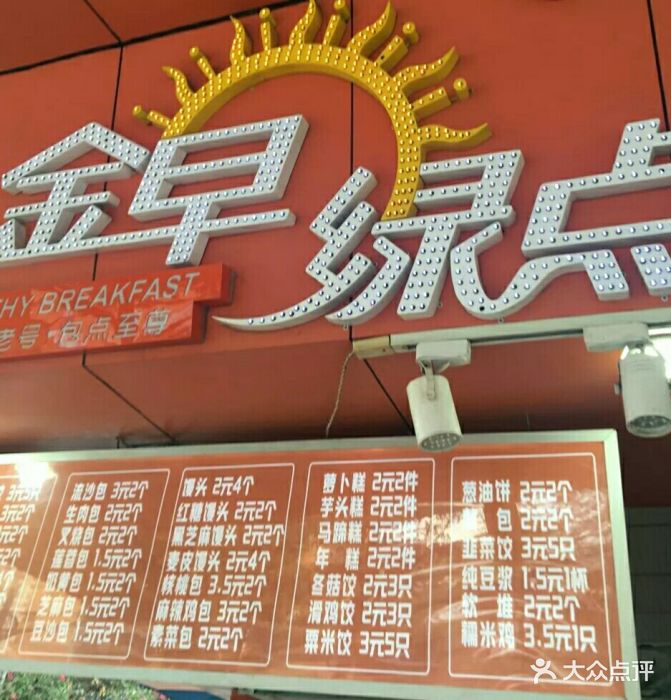 金早 绿点
THY BREAKFAST
老号·包点至尊
3元5只
流沙包 3元2个
生肉包 2元2个
叉烧包 2元2个
莲蓉包 1.5元2个
奶黄包 1.5元2个
芝麻包 1.5元2个
豆沙包 1.5元2个
馒头 2元4个
红糖馒头 2元2个
黑芝麻馒头 2元2个
麦皮馒头 2元4个
核桃包 3.5元2个
麻辣鸡包 3元2个
素菜包 2元2个
萝卜糕 2元2件
芋头糕 2元2件
马蹄糕 2元2件
年糕 2元2件
冬菇饺 2元3只
滑鸡饺 2元3只
粟米饺 3元5只
葱油饼 2元2个
包 2元2个
韭菜饺 3元5只
纯豆浆 1.5元1杯
软堆 2元2个
糯米鸡 3.5元1只
大众点评